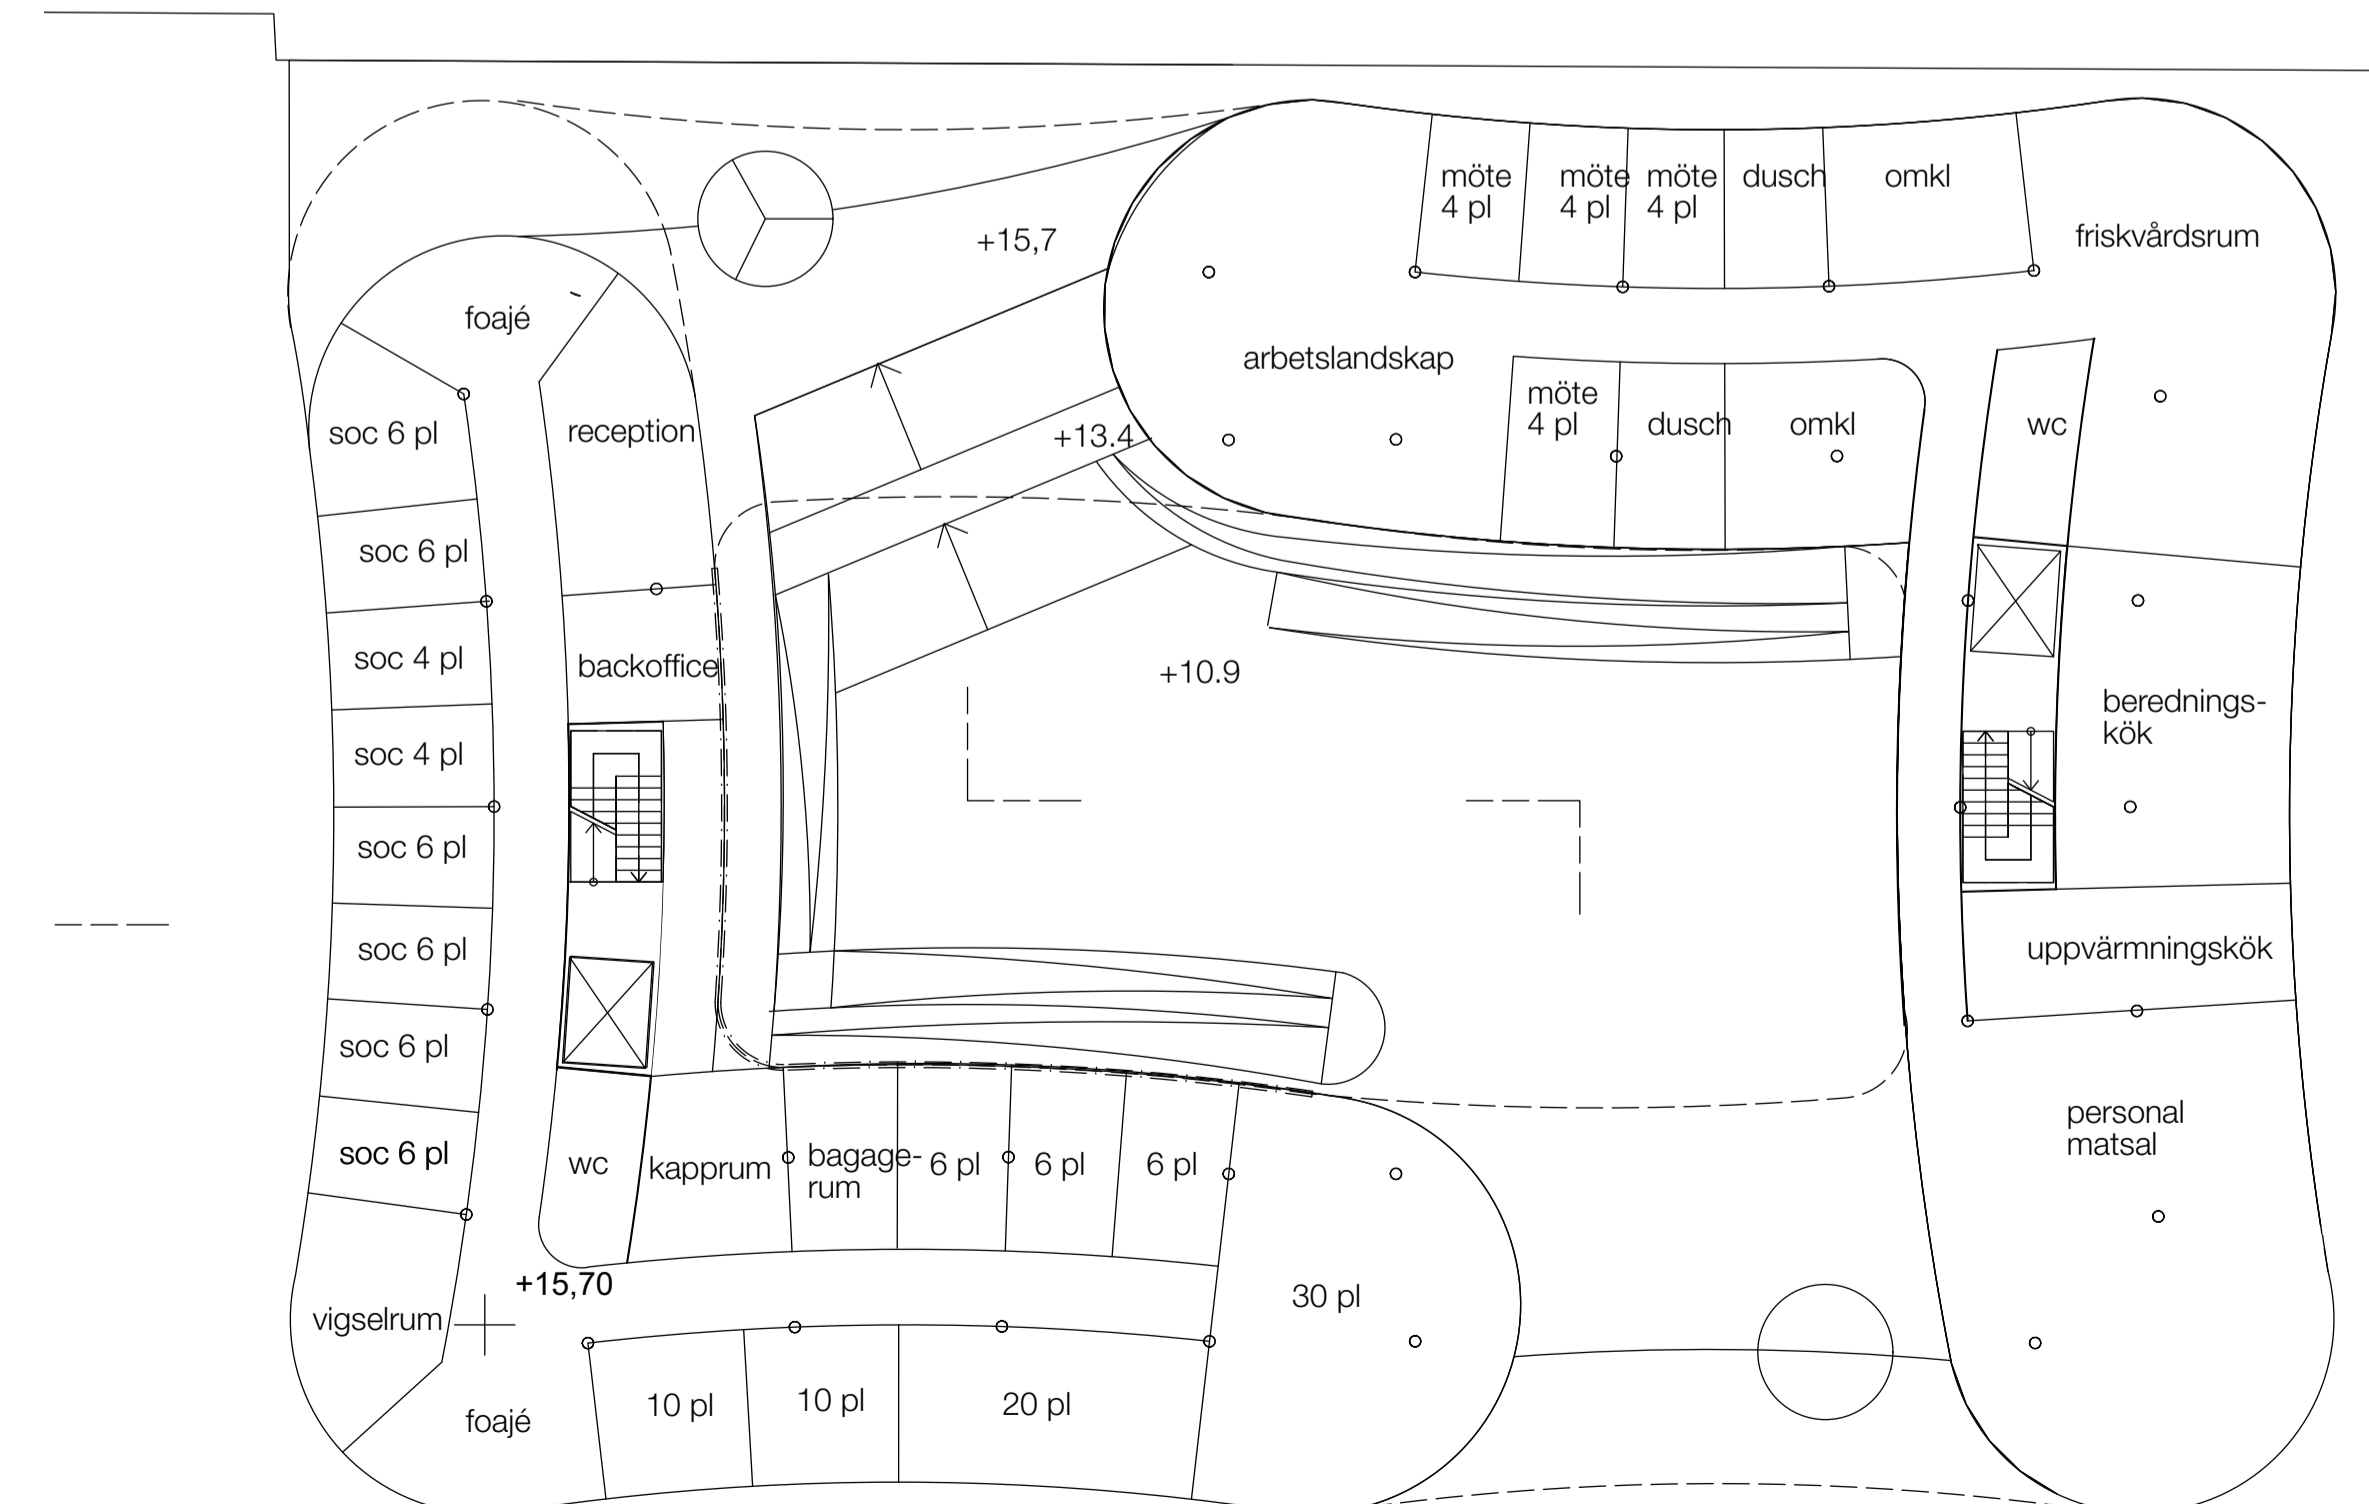 möte
4 pl
möte
4 pl
möte
4 pl
dusch
omkl
friskvårdsrum
+15,7
foajé
arbetslandskap
soc 6 pl
reception
+13.4
möte
4 pl
dusch
omkl
wc
soc 6 pl
soc 4 pl
backoffice
+10.9
berednings-
kök
soc 4 pl
soc 6 pl
soc 6 pl
uppvärmningskök
soc 6 pl
soc 6 pl
wc
kapprum
bagage-
rum
6 pl
6 pl
6 pl
personal
matsal
+15,70
vigselrum
30 pl
foajé
10 pl
10 pl
20 pl